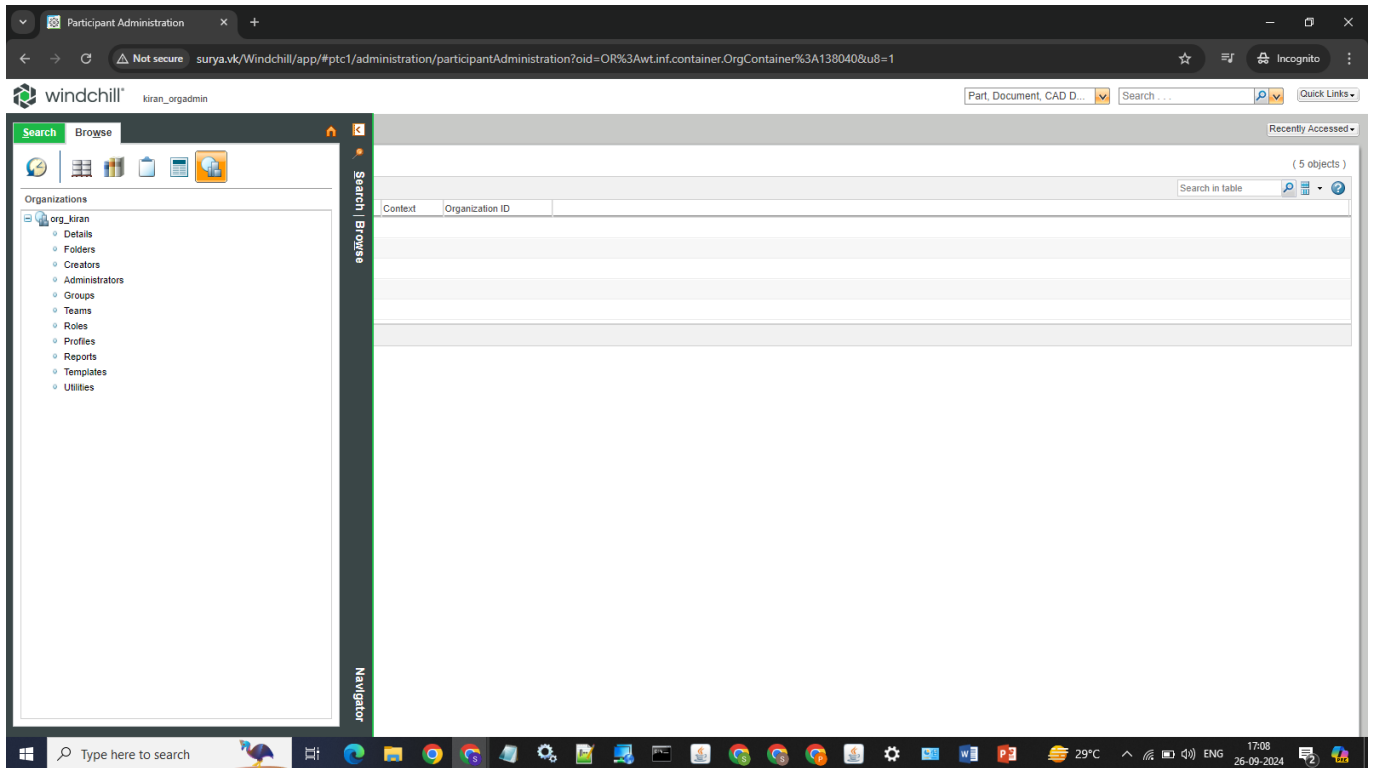 Participant Administration
Not secure surya.vk/Windchill/app/#ptc1/administration/participantAdministration?oid=OR%3Awt.inf.container.OrgContainer%3A138040&u8=1 Incognito
windchill kiran_orgadmin Part, Document, CAD D... Search . . . Quick Links
Search Browse Recently Accessed
( 5 objects )
Search in table
Organizations
Context Organization ID
org_kiran
Details
Folders
Creators
Administrators
Groups
Teams
Roles
Profiles
Reports
Templates
Utilities
Search | Browse
Navigator
Type here to search 29°C ENG 17:08
26-09-2024 2